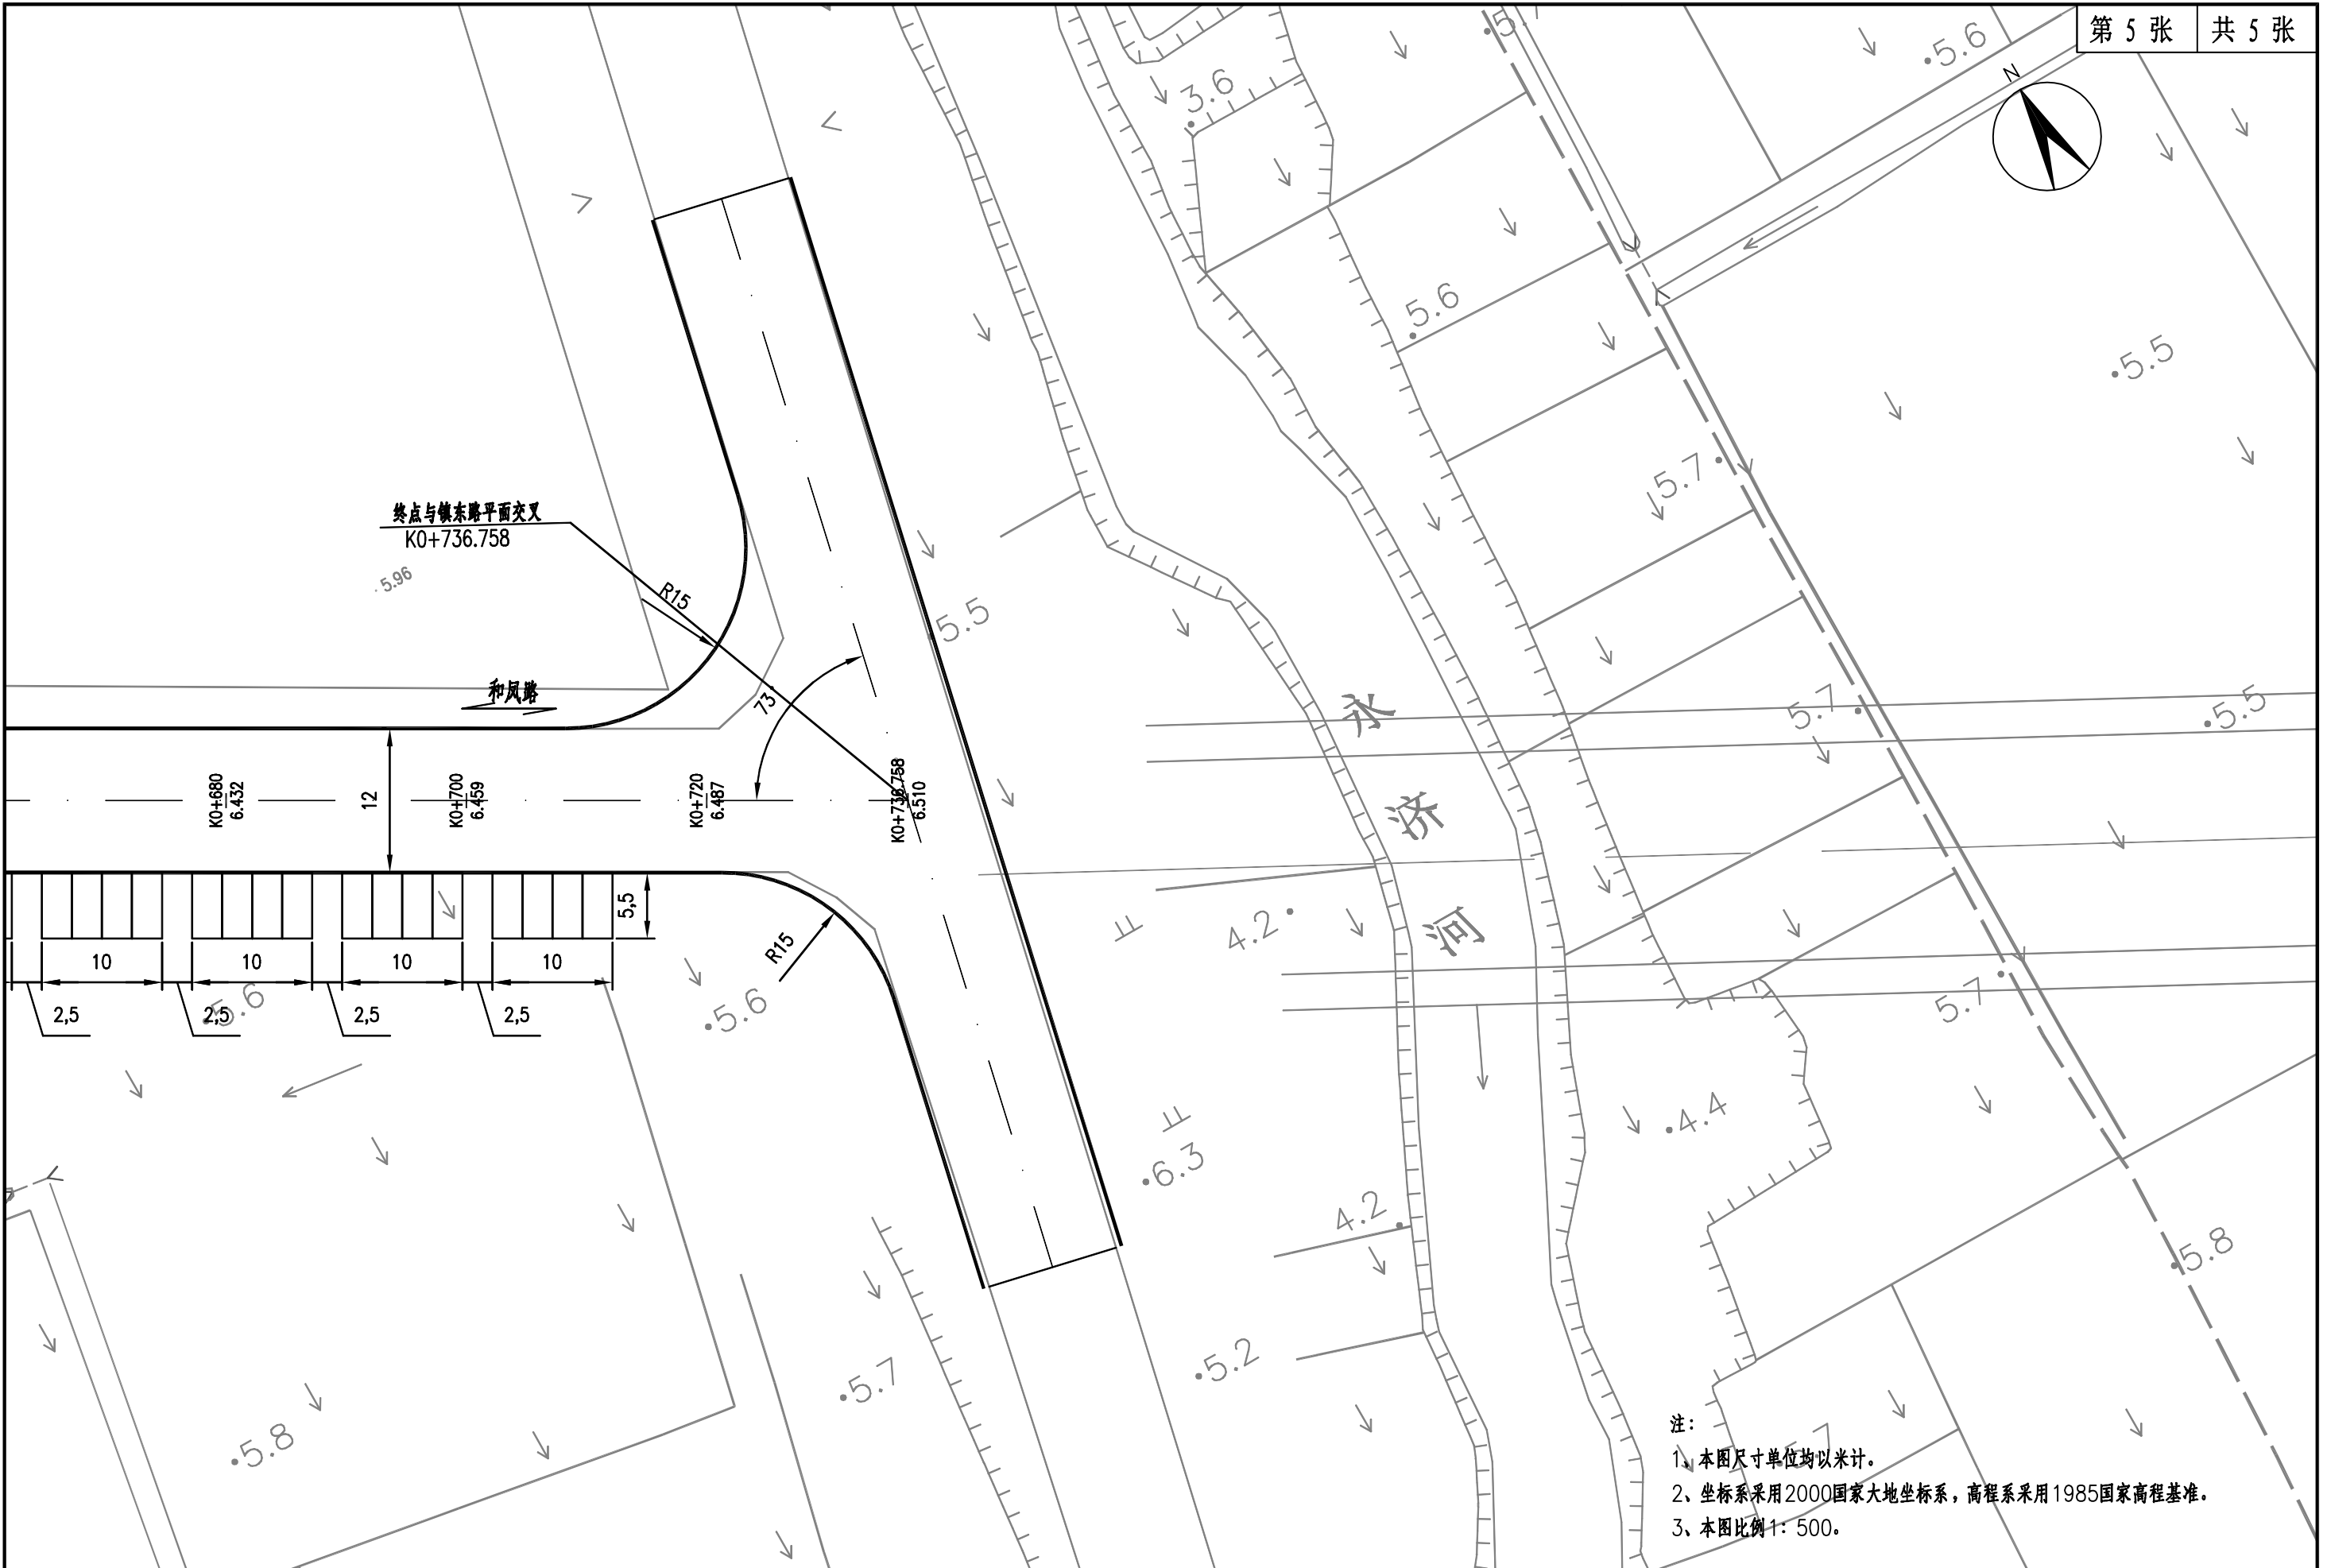 第 5 张 共 5 张
N
5.6
3.6
5.6
5.5
5.7
终点与镇东路平面交叉
K0+736.758
5.96
R15
5.5
和凤路
73°
5.7
5.5
永
济
河
K0+680
6.432
12
K0+700
6.459
K0+720
6.487
K0+736.758
6.510
5,5
4.2
R15
10 10 10 10
2,5 2,5 2,5 2,5
5.6
5.6
5.7
4.4
6.3
4.2
5.8
5.2
5.7
5.8
5.7
注：
1、本图尺寸单位均以米计。
2、坐标系采用2000国家大地坐标系，高程系采用1985国家高程基准。
3、本图比例1：500。